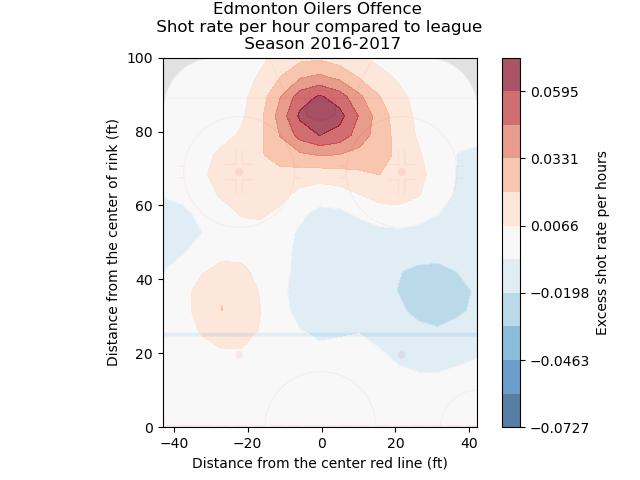 Edmonton Oilers Offence
Shot rate per hour compared to league
Season 2016-2017
100
80
60
40
20
0
−40
−20
0
20
40
Distance from the center of rink (ft)
Distance from the center red line (ft)
0.0595
0.0331
0.0066
−0.0198
−0.0463
−0.0727
Excess shot rate per hours